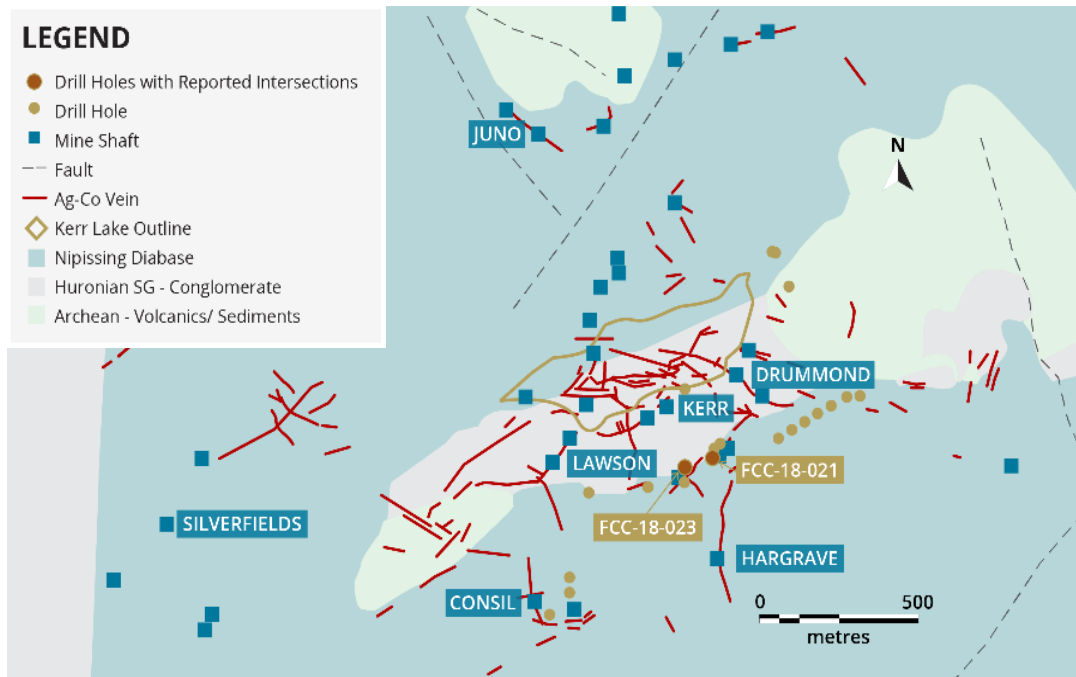 LEGEND
Drill Holes with Reported Intersections
Drill Hole
Mine Shaft
Fault
Ag-Co Vein
Kerr Lake Outline
Nipissing Diabase
Huronian SG - Conglomerate
Archean - Volcanics/ Sediments
JUNO
N
DRUMMOND
KERR
LAWSON
FCC-18-021
SILVERFIELDS
FCC-18-023
HARGRAVE
CONSIL
0 500
metres